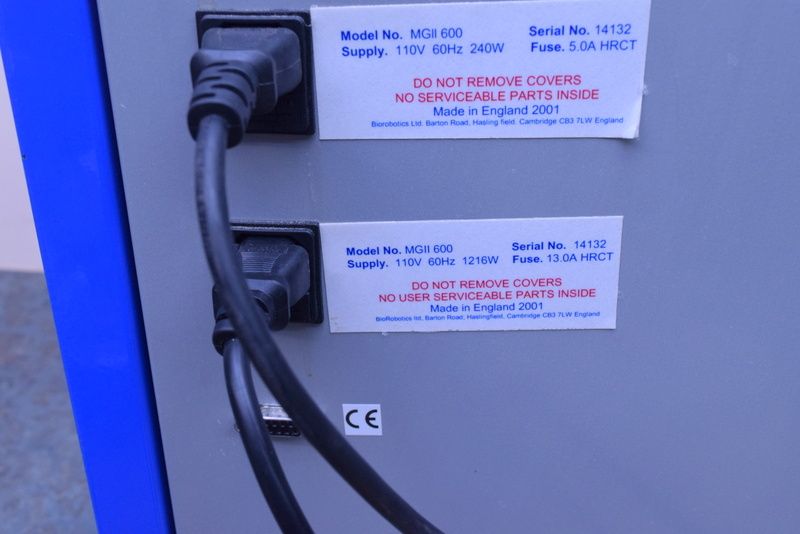 Model No. MGII 600 Serial No. 14132
Supply. 110V 60Hz 240W Fuse. 5.0A HRCT
DO NOT REMOVE COVERS
NO SERVICEABLE PARTS INSIDE
Made in England 2001
Biorobotics Ltd. Barton Road, Hasling field. Cambridge CB3 7LW England
Model No. MGII 600 Serial No. 14132
Supply. 110V 60Hz 1216W Fuse. 13.0A HRCT
DO NOT REMOVE COVERS
NO USER SERVICEABLE PARTS INSIDE
Made in England 2001
BioRobotics ltd, Barton Road, Haslingfield, Cambridge CB3 7LW England
CE